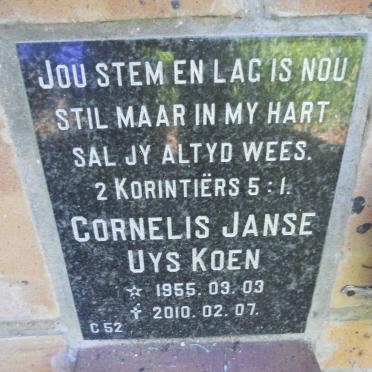 JOU STEM EN LAG IS NOU
STIL MAAR IN MY HART
SAL JY ALTYD WEES.
2 KORINTIËRS 5 : 1.
CORNELIS JANSE
UYS KOEN
☆ 1955. 03. 03
✝ 2010. 02. 07.
C 52